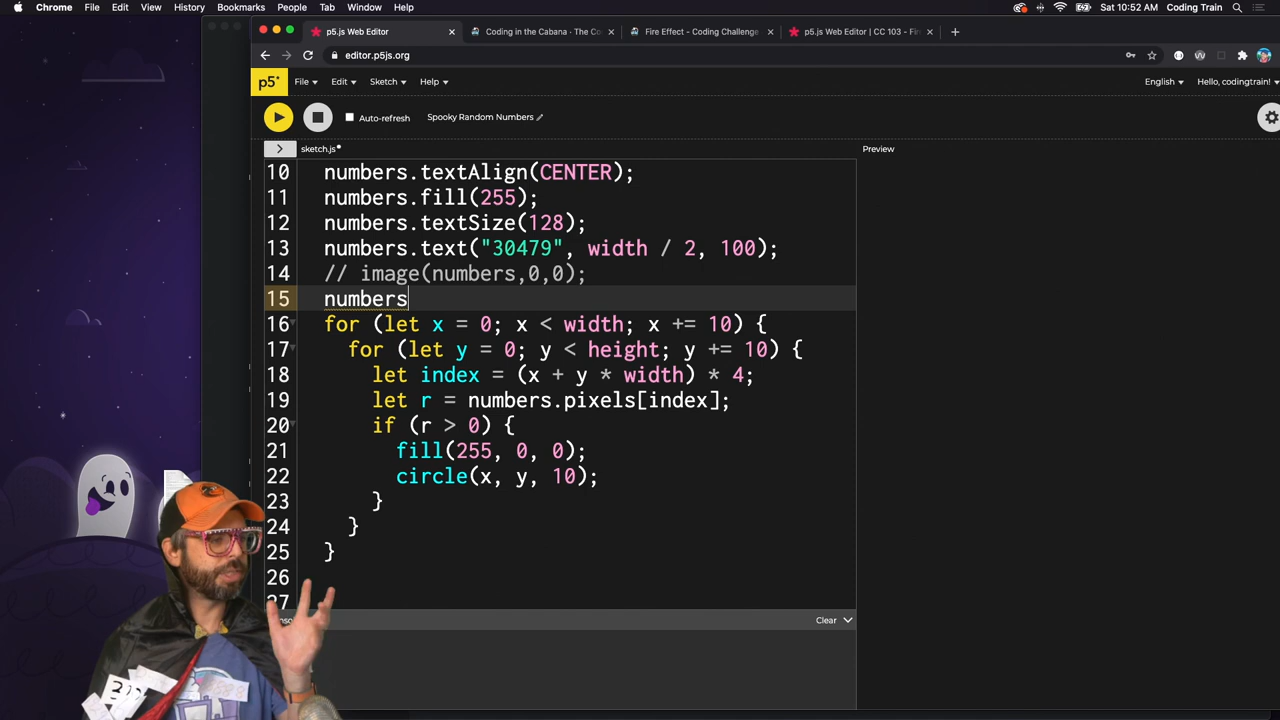 Chrome File Edit View History Bookmarks People Tab Window Help Sat 10:52 AM Coding Train
p5.js Web Editor Coding in the Cabana · The Co Fire Effect - Coding Challenge p5.js Web Editor | CC 103 - Fir
editor.p5js.org
p5* File Edit Sketch Help English Hello, codingtrain!
Auto-refresh Spooky Random Numbers
sketch.js Preview
10 numbers.textAlign(CENTER);
11 numbers.fill(255);
12 numbers.textSize(128);
13 numbers.text("30479", width / 2, 100);
14 // image(numbers,0,0);
15 numbers
16 for (let x = 0; x < width; x += 10) {
17 for (let y = 0; y < height; y += 10) {
18 let index = (x + y * width) * 4;
19 let r = numbers.pixels[index];
20 if (r > 0) {
21 fill(255, 0, 0);
22 circle(x, y, 10);
23 }
24 }
25 }
26
27
Clear